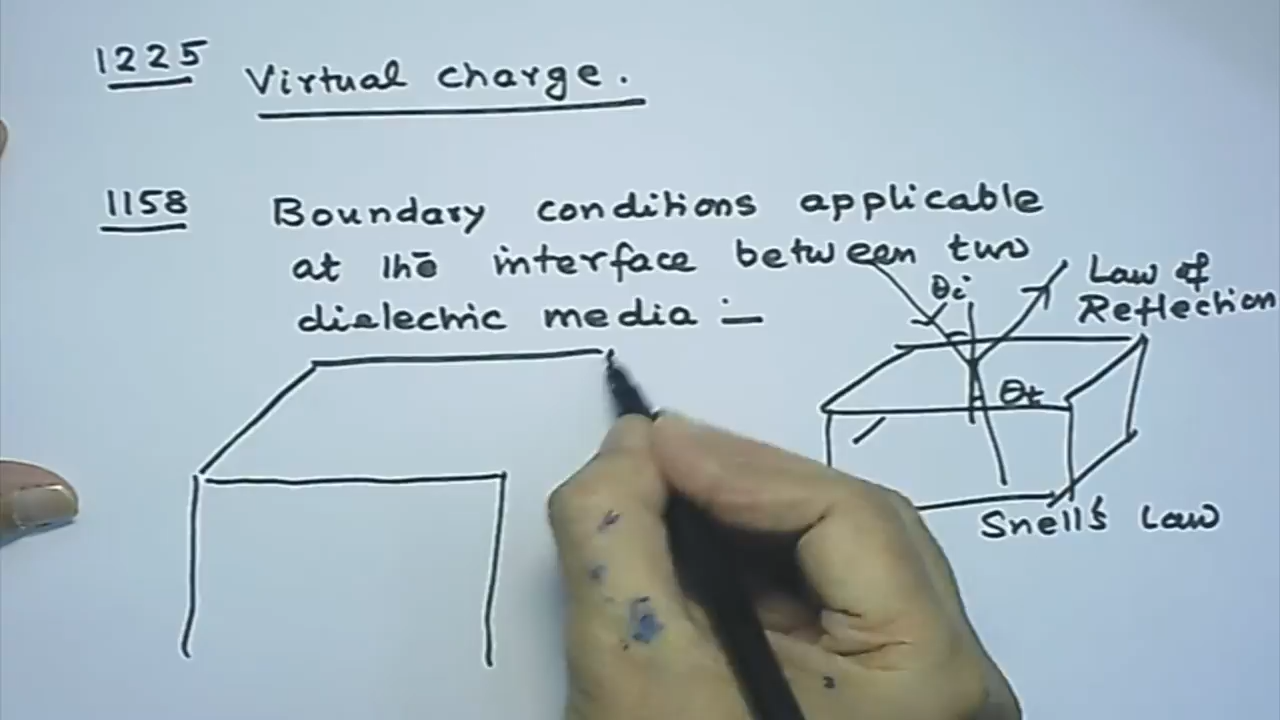 1225 Virtual charge.
1158 Boundary conditions applicable
at the interface between two
dielectric media :-
θi
Law of
Reflection
θt
Snell's Law